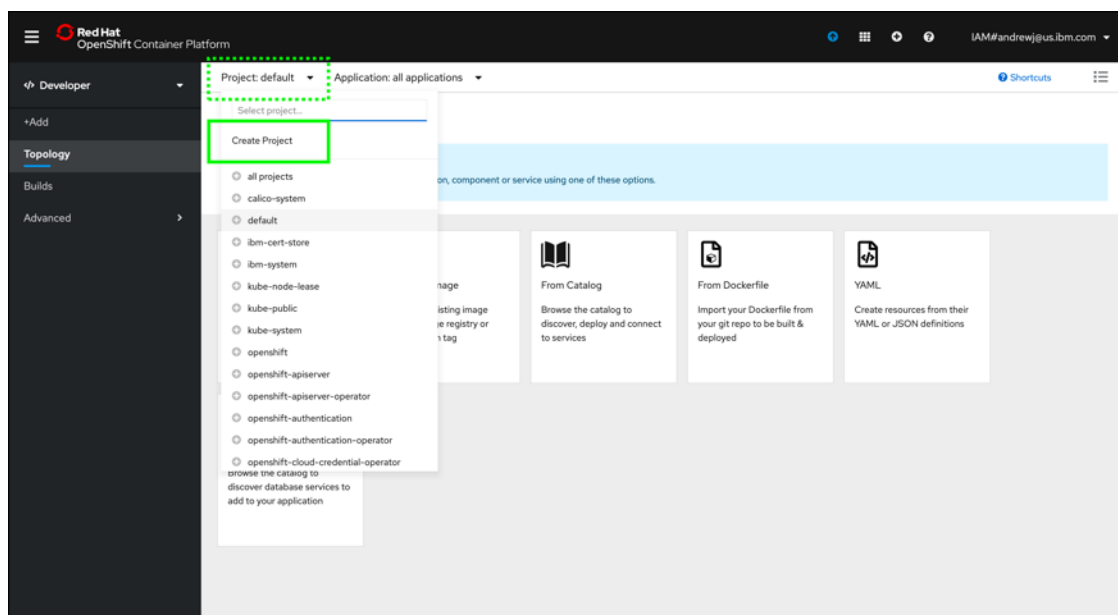 Red Hat
OpenShift Container Platform
IAM#andrewj@us.ibm.com
Developer
Project: default
Application: all applications
Shortcuts
+Add
Topology
Builds
Advanced
Select project...
Create Project
all projects
calico-system
default
ibm-cert-store
ibm-system
kube-node-lease
kube-public
kube-system
openshift
openshift-apiserver
openshift-apiserver-operator
openshift-authentication
openshift-authentication-operator
openshift-cloud-credential-operator
on, component or service using one of these options.
nage
isting image
je registry or
n tag
From Catalog
Browse the catalog to
discover, deploy and connect
to services
From Dockerfile
Import your Dockerfile from
your git repo to be built &
deployed
YAML
Create resources from their
YAML or JSON definitions
Browse the catalog to
discover database services to
add to your application